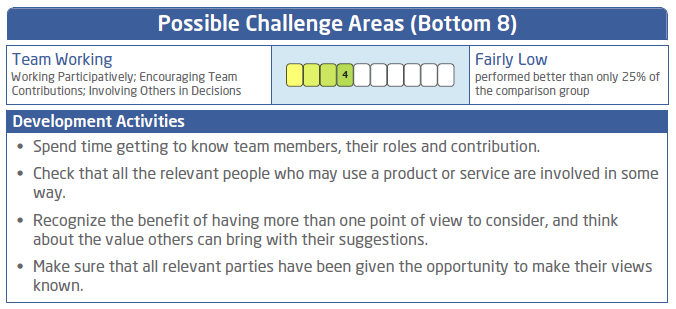 Possible Challenge Areas (Bottom 8)
Team Working
Working Participatively; Encouraging Team
Contributions; Involving Others in Decisions
4
Fairly Low
performed better than only 25% of
the comparison group
Development Activities
• Spend time getting to know team members, their roles and contribution.
• Check that all the relevant people who may use a product or service are involved in some
way.
• Recognize the benefit of having more than one point of view to consider, and think
about the value others can bring with their suggestions.
• Make sure that all relevant parties have been given the opportunity to make their views
known.